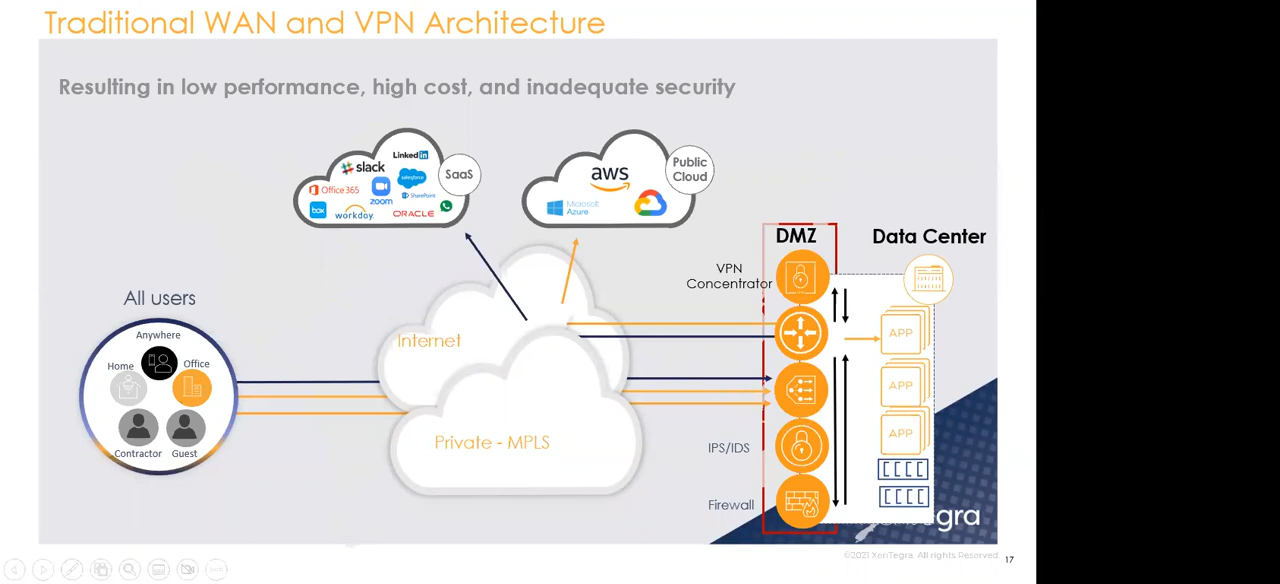 Traditional WAN and VPN Architecture
Resulting in low performance, high cost, and inadequate security
LinkedIn
slack
salesforce
SaaS
Office 365
zoom
SharePoint
box
workday.
ORACLE
aws
Public
Cloud
Microsoft
Azure
DMZ
Data Center
VPN
Concentrator
All users
Anywhere
Home
Office
Contractor
Guest
Internet
Private - MPLS
APP
APP
APP
IPS/IDS
Firewall
egra
©2021 XenTegra. All rights Reserved.
17